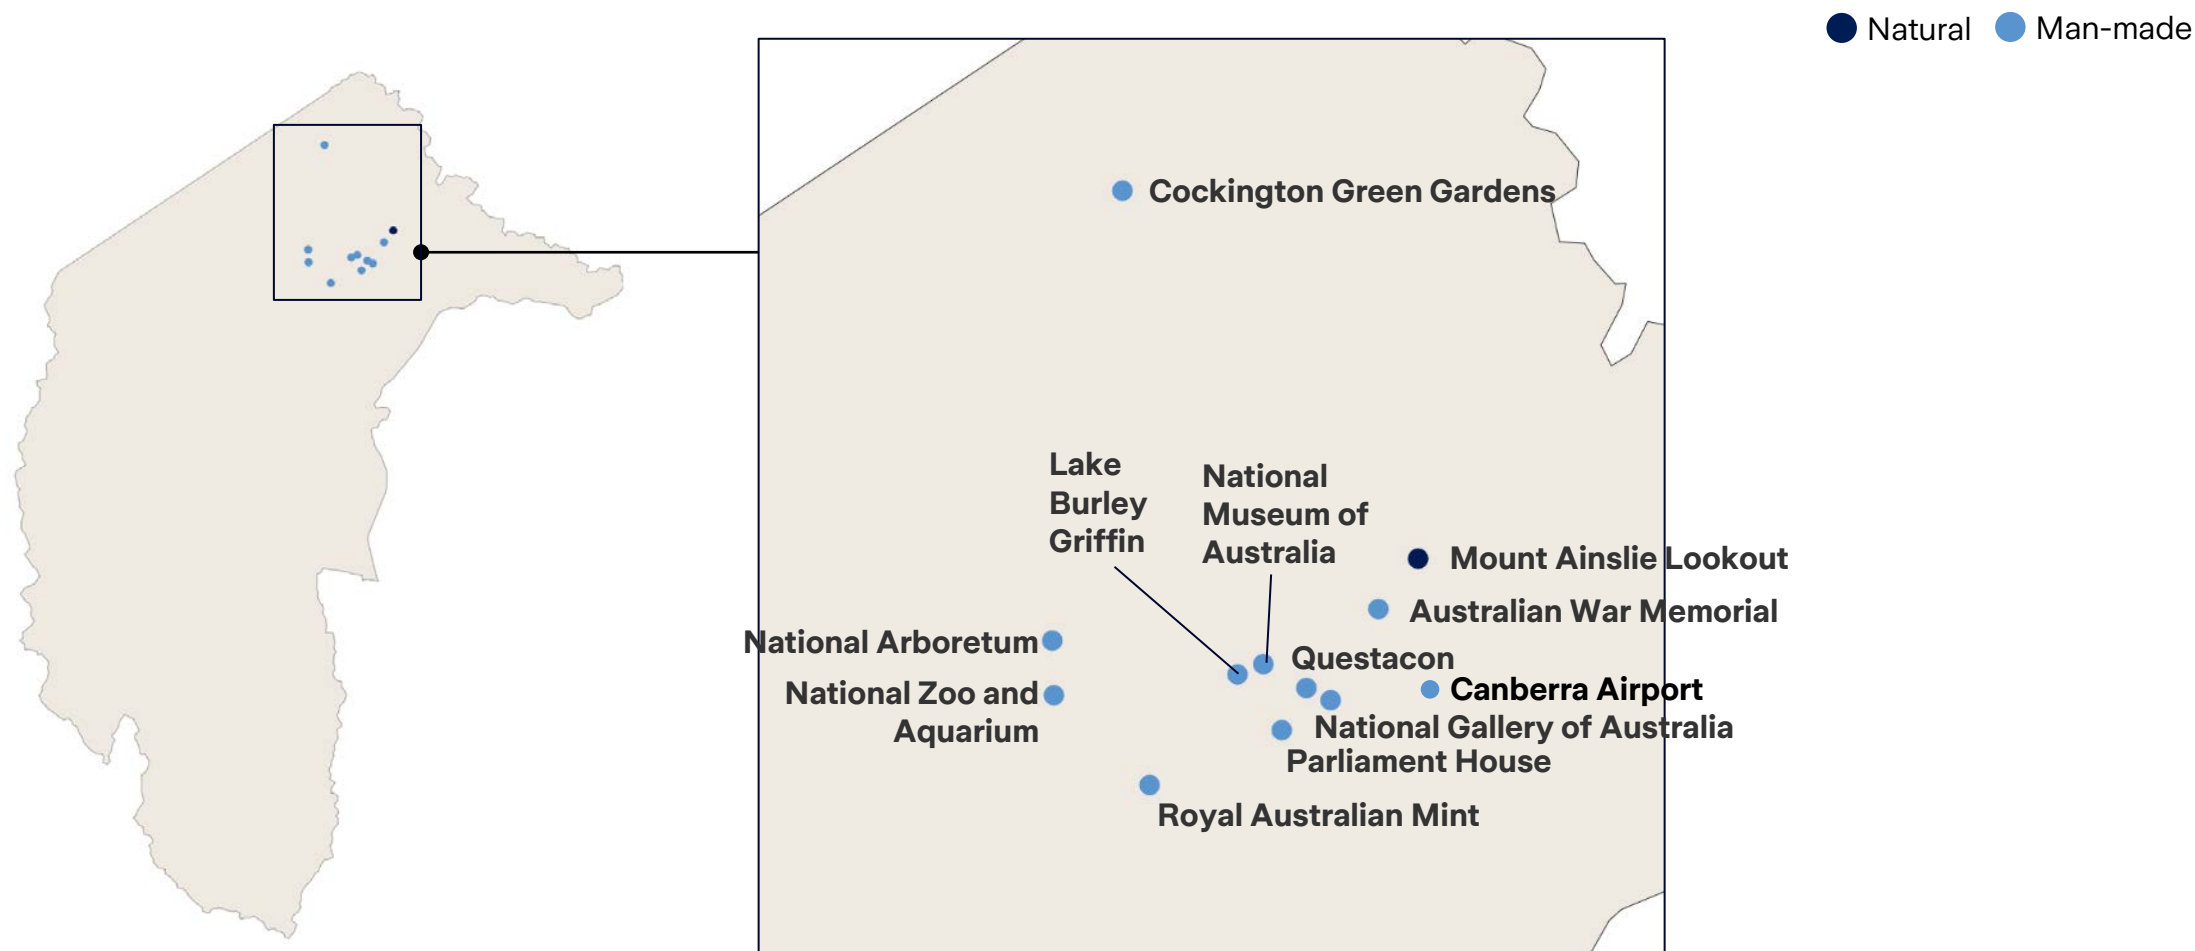 Natural
Man-made
Cockington Green Gardens
Lake
Burley
Griffin
National
Museum of
Australia
Mount Ainslie Lookout
Australian War Memorial
National Arboretum
Questacon
National Zoo and
Aquarium
Canberra Airport
National Gallery of Australia
Parliament House
Royal Australian Mint